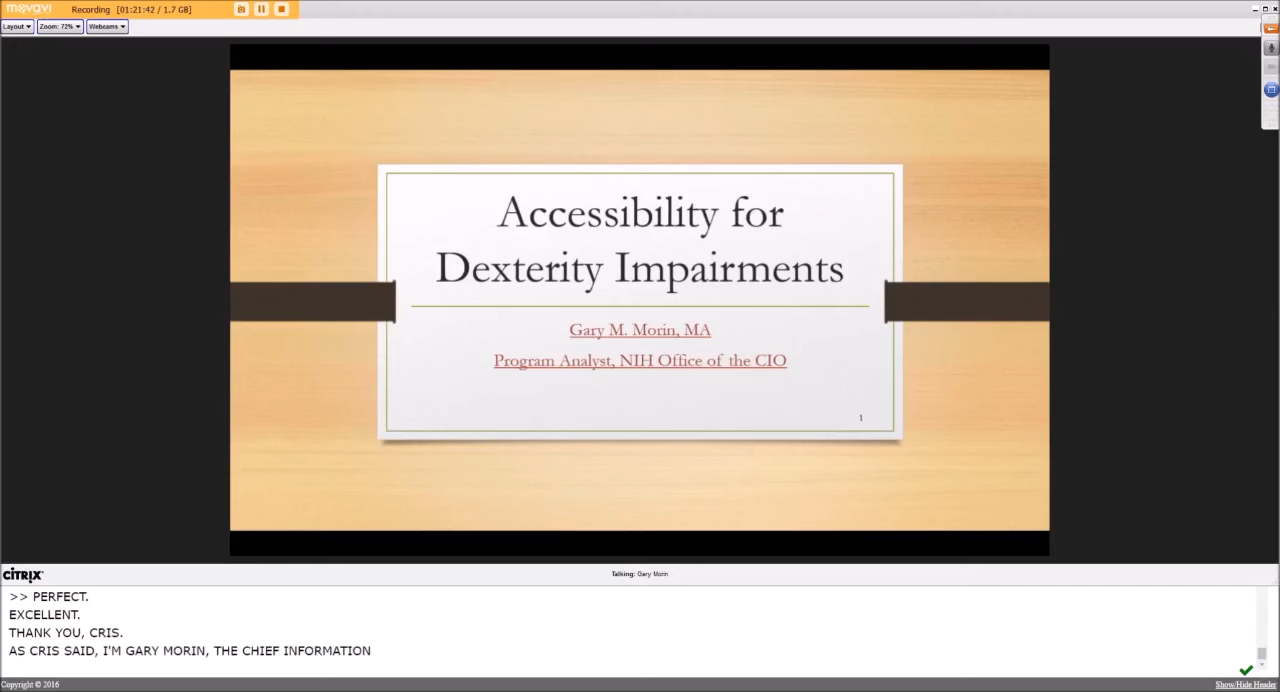 movavi Recording [01:21:42 / 1.7 GB]
Layout Zoom: 72% Webcams
Accessibility for
Dexterity Impairments
Gary M. Morin, MA
Program Analyst, NIH Office of the CIO
1
CITRIX Talking: Gary Morin
>> PERFECT.
EXCELLENT.
THANK YOU, CRIS.
AS CRIS SAID, I'M GARY MORIN, THE CHIEF INFORMATION
Copyright © 2016 Show/Hide Header